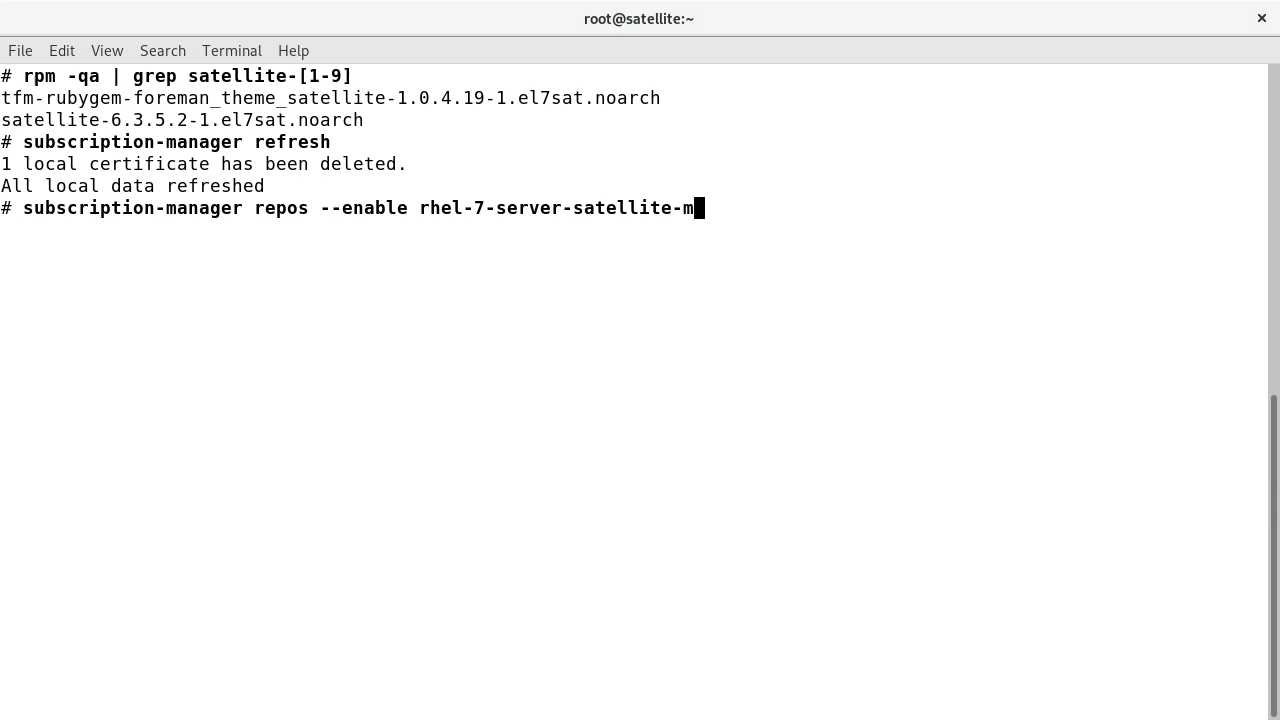 root@satellite:~ ×
File Edit View Search Terminal Help
# rpm -qa | grep satellite-[1-9]
tfm-rubygem-foreman_theme_satellite-1.0.4.19-1.el7sat.noarch
satellite-6.3.5.2-1.el7sat.noarch
# subscription-manager refresh
1 local certificate has been deleted.
All local data refreshed
# subscription-manager repos --enable rhel-7-server-satellite-m